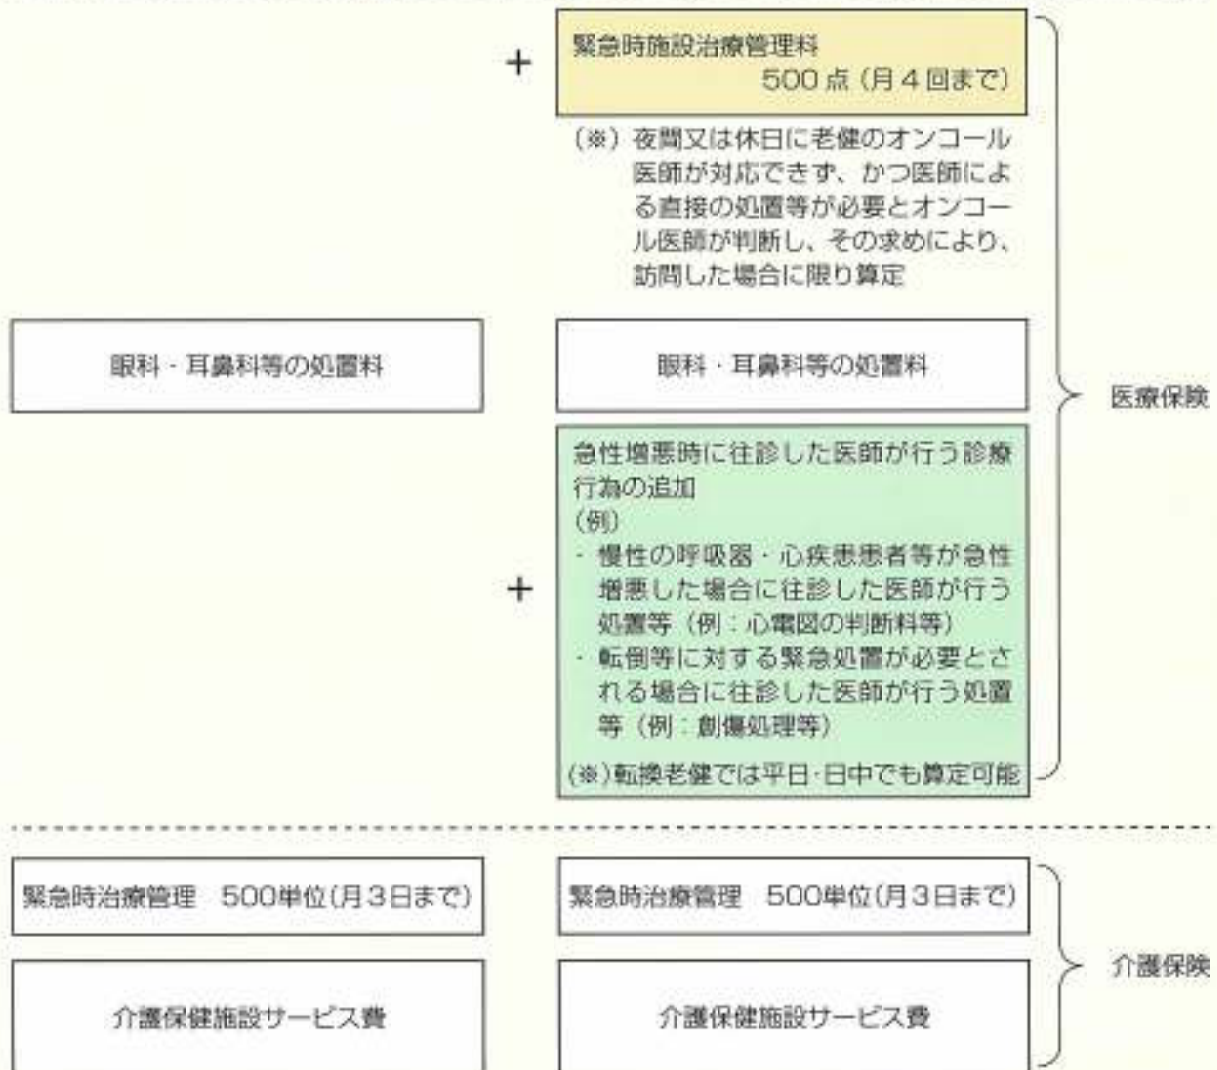 +
緊急時施設治療管理料
500点（月４回まで）
（※）夜間又は休日に老健のオンコール
医師が対応できず、かつ医師によ
る直接の処置等が必要とオンコー
ル医師が判断し、その求めにより、
訪問した場合に限り算定
眼科・耳鼻科等の処置料
眼科・耳鼻科等の処置料
医療保険
+
急性増悪時に往診した医師が行う診療
行為の追加
（例）
・慢性の呼吸器・心疾患患者等が急性
増悪した場合に往診した医師が行う
処置等（例：心電図の判断料等）
・転倒等に対する緊急処置が必要とさ
れる場合に往診した医師が行う処置
等（例：創傷処理等）
(※)転換老健では平日・日中でも算定可能
緊急時治療管理　500単位(月３日まで)
緊急時治療管理　500単位(月３日まで)
介護保険
介護保健施設サービス費
介護保健施設サービス費